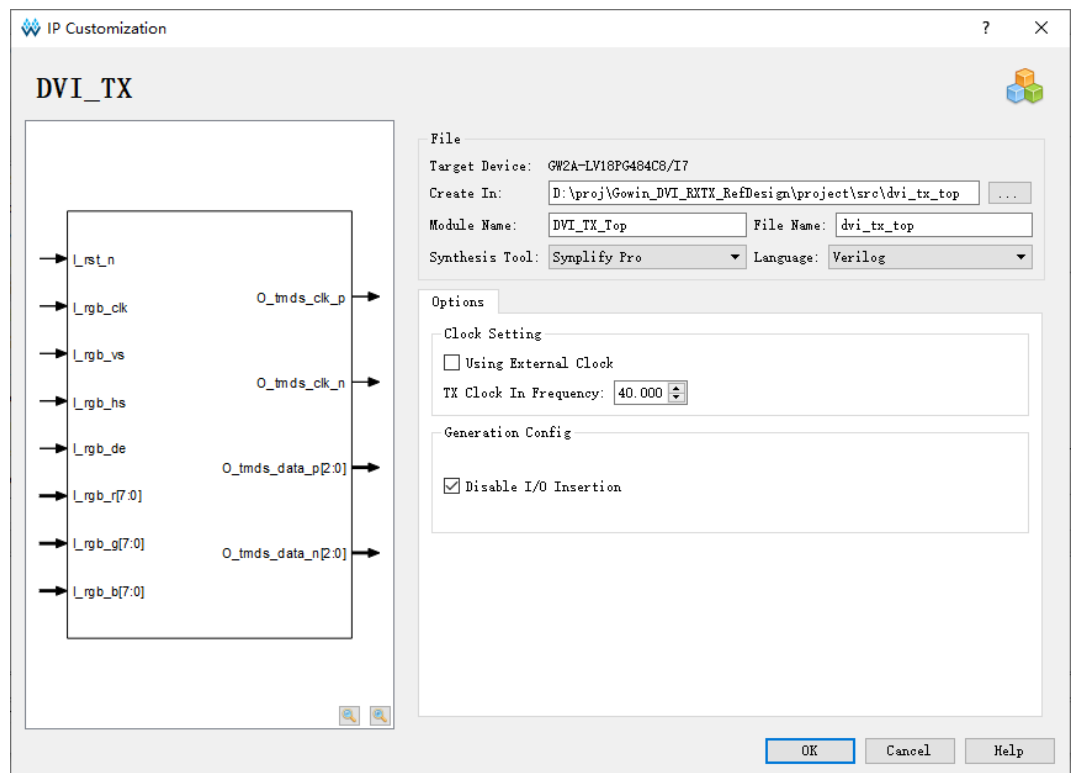 IP Customization
?
DVI_TX
I_rst_n
I_rgb_clk
I_rgb_vs
I_rgb_hs
I_rgb_de
I_rgb_r[7:0]
I_rgb_g[7:0]
I_rgb_b[7:0]
O_tmds_clk_p
O_tmds_clk_n
O_tmds_data_p[2:0]
O_tmds_data_n[2:0]
File
Target Device: GW2A-LV18PG484C8/I7
Create In: D:\proj\Gowin_DVI_RXTX_RefDesign\project\src\dvi_tx_top ...
Module Name: DVI_TX_Top File Name: dvi_tx_top
Synthesis Tool: Synplify Pro Language: Verilog
Options
Clock Setting
Using External Clock
TX Clock In Frequency: 40.000
Generation Config
Disable I/O Insertion
OK Cancel Help